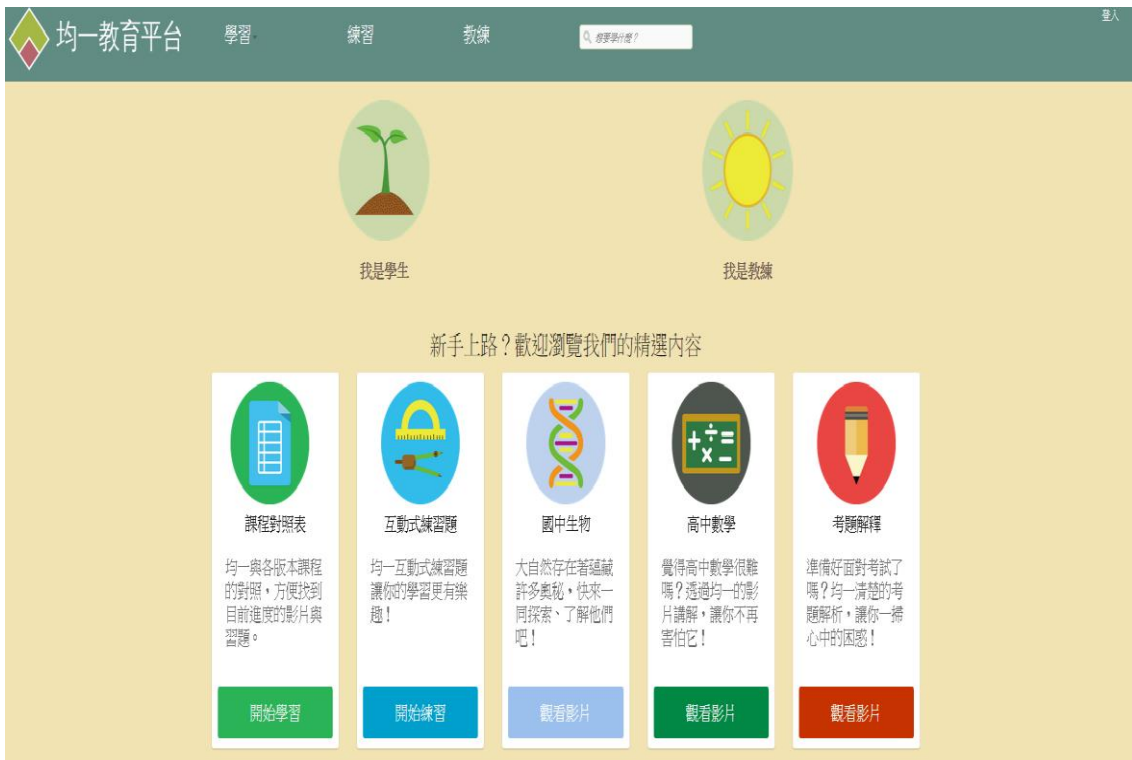 均一教育平台
學習
練習
教練
想要學什麼?
登入
我是學生
我是教練
新手上路?歡迎瀏覽我們的精選內容
課程對照表
均一與各版本課程
的對照,方便找到
目前進度的影片與
習題。
開始學習
互動式練習題
均一互動式練習題
讓你的學習更有樂
趣!
開始練習
國中生物
大自然存在著蘊藏
許多奧秘,快來一
同探索、了解他們
吧!
觀看影片
高中數學
覺得高中數學很難
嗎?透過均一的影
片講解,讓你不再
害怕它!
觀看影片
考題解釋
準備好面對考試了
嗎?均一清楚的考
題解析,讓你一掃
心中的困惑!
觀看影片